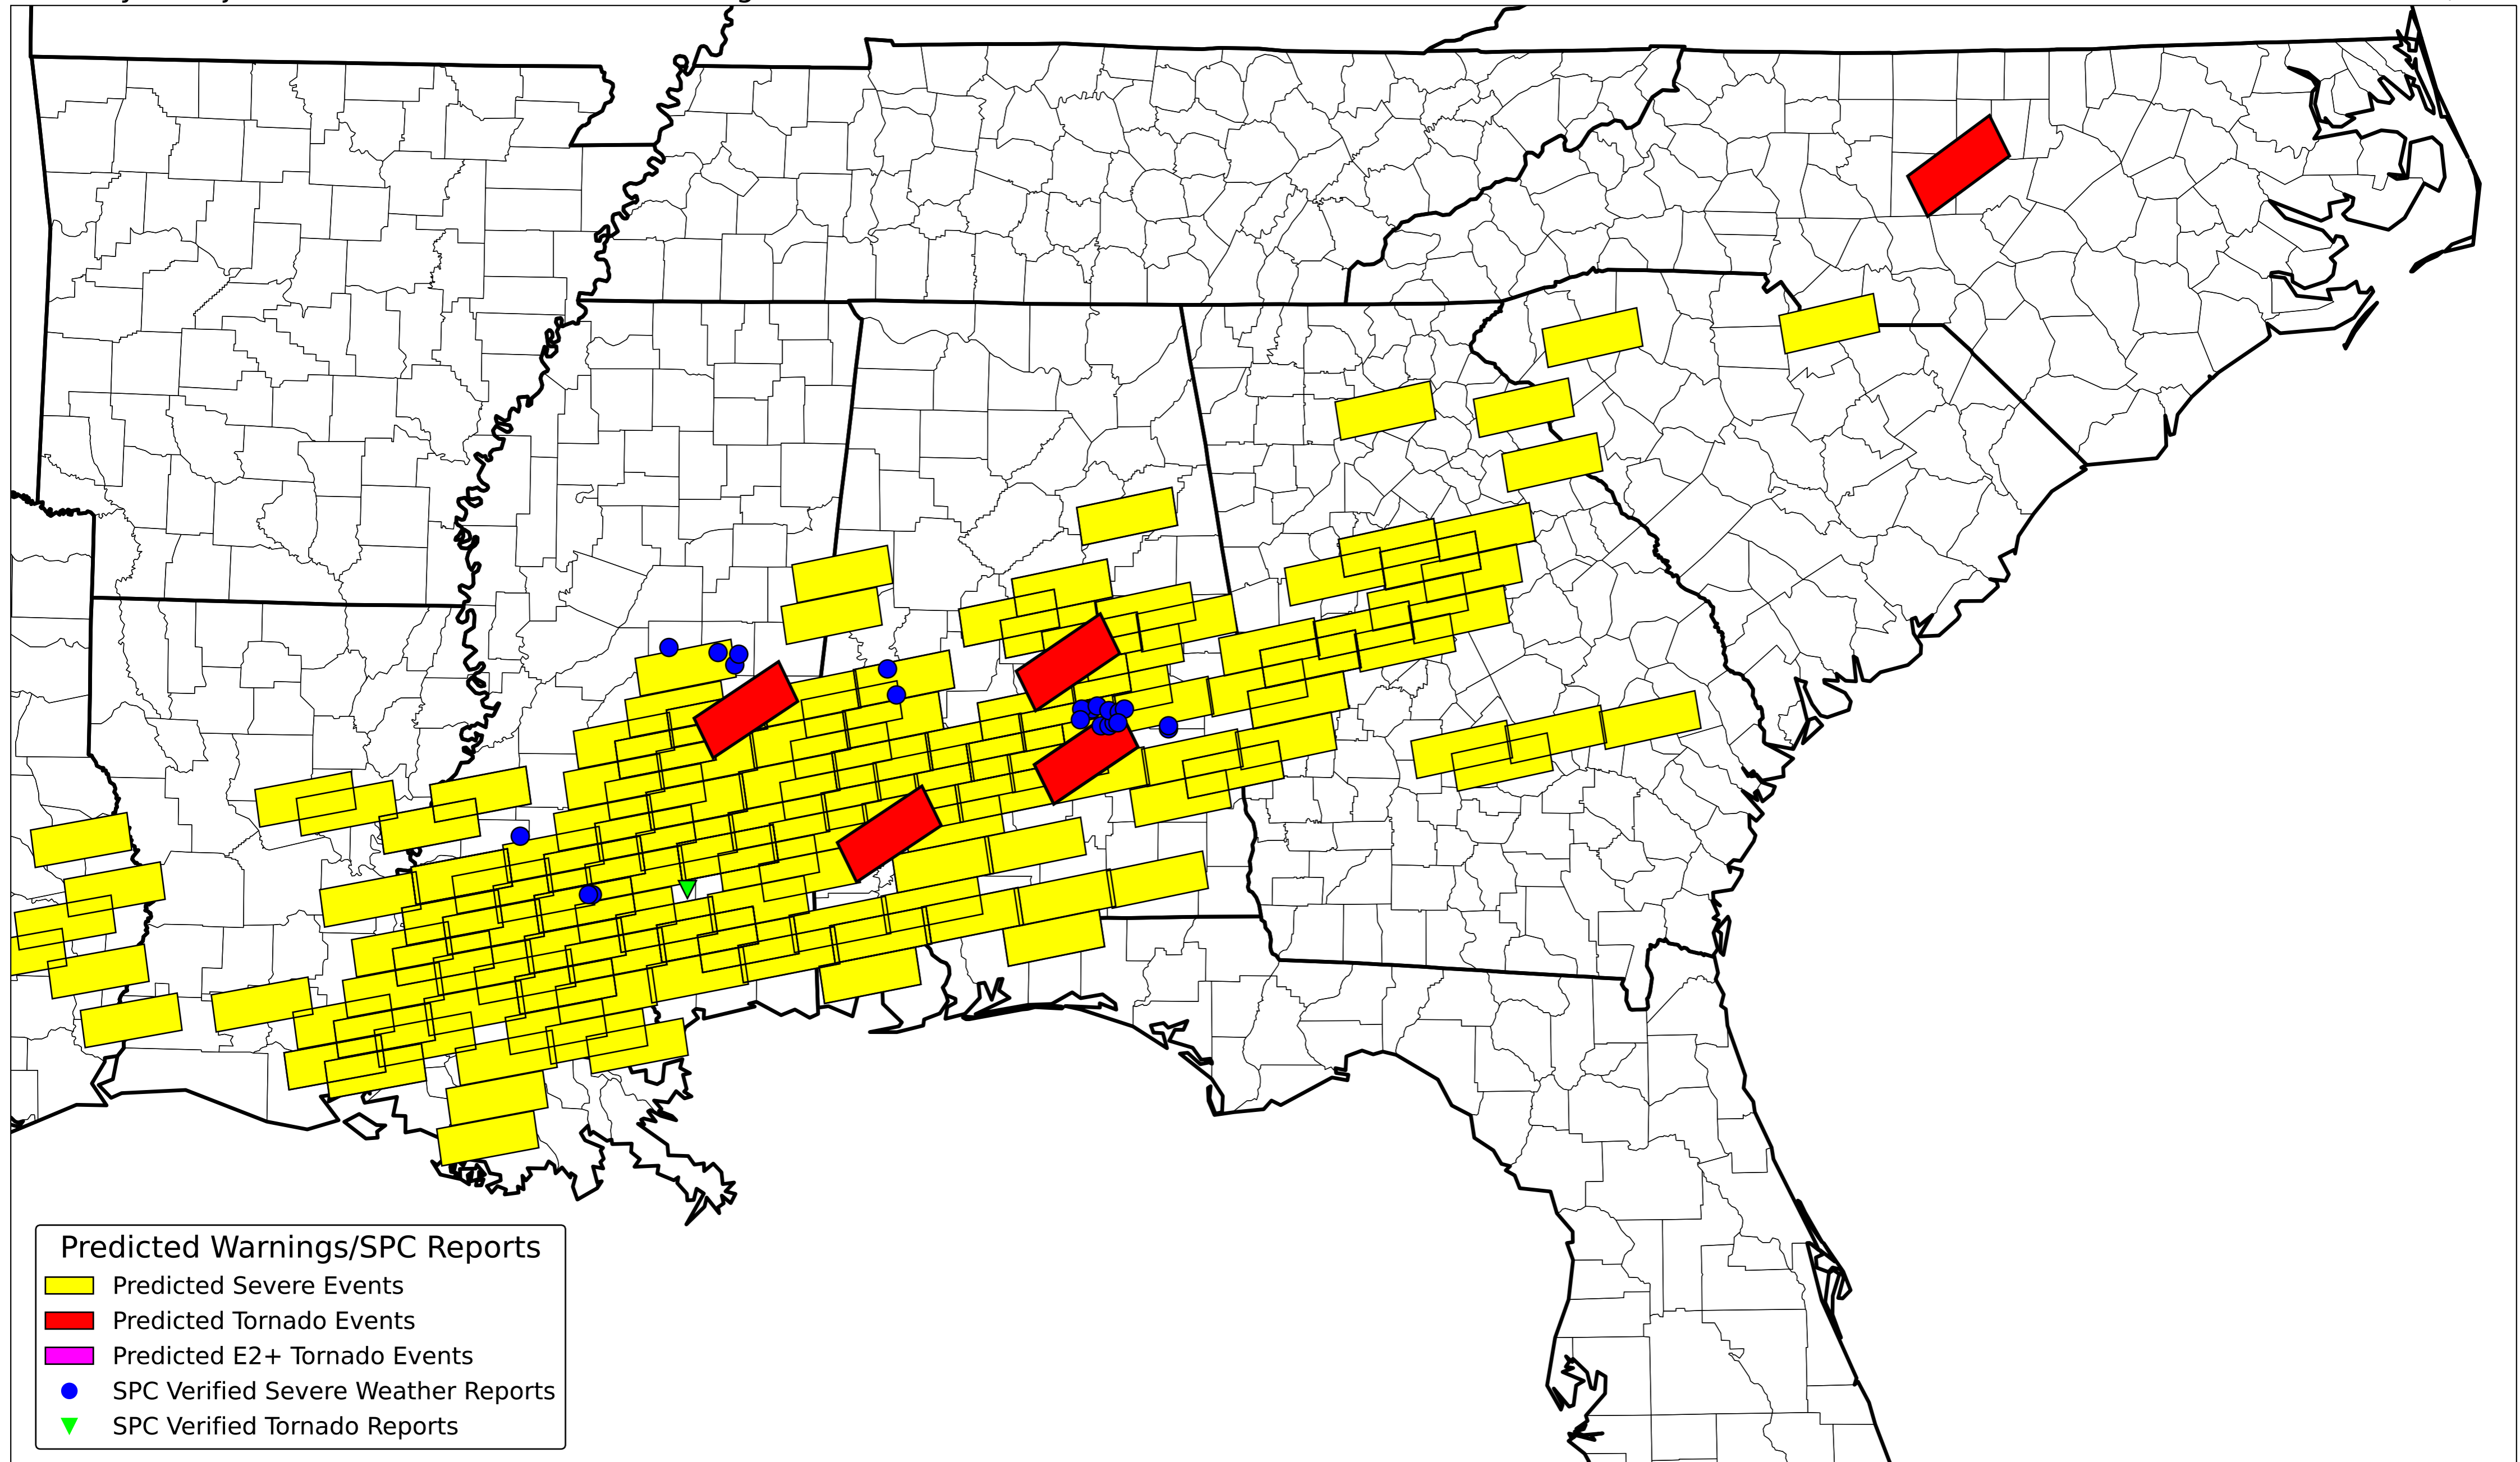 Predicted Warnings/SPC Reports
Predicted Severe Events
Predicted Tornado Events
Predicted E2+ Tornado Events
SPC Verified Severe Weather Reports
SPC Verified Tornado Reports